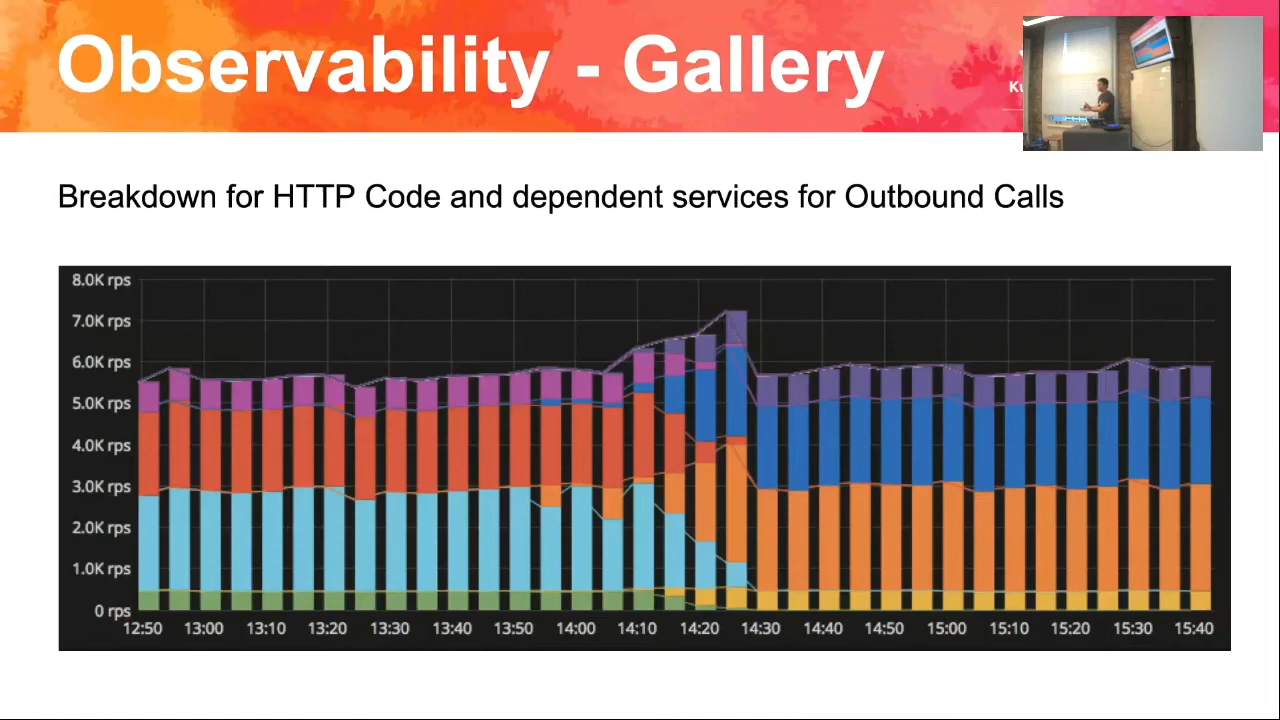 Observability - Gallery
Breakdown for HTTP Code and dependent services for Outbound Calls
8.0K rps
7.0K rps
6.0K rps
5.0K rps
4.0K rps
3.0K rps
2.0K rps
1.0K rps
0 rps
12:50 13:00 13:10 13:20 13:30 13:40 13:50 14:00 14:10 14:20 14:30 14:40 14:50 15:00 15:10 15:20 15:30 15:40